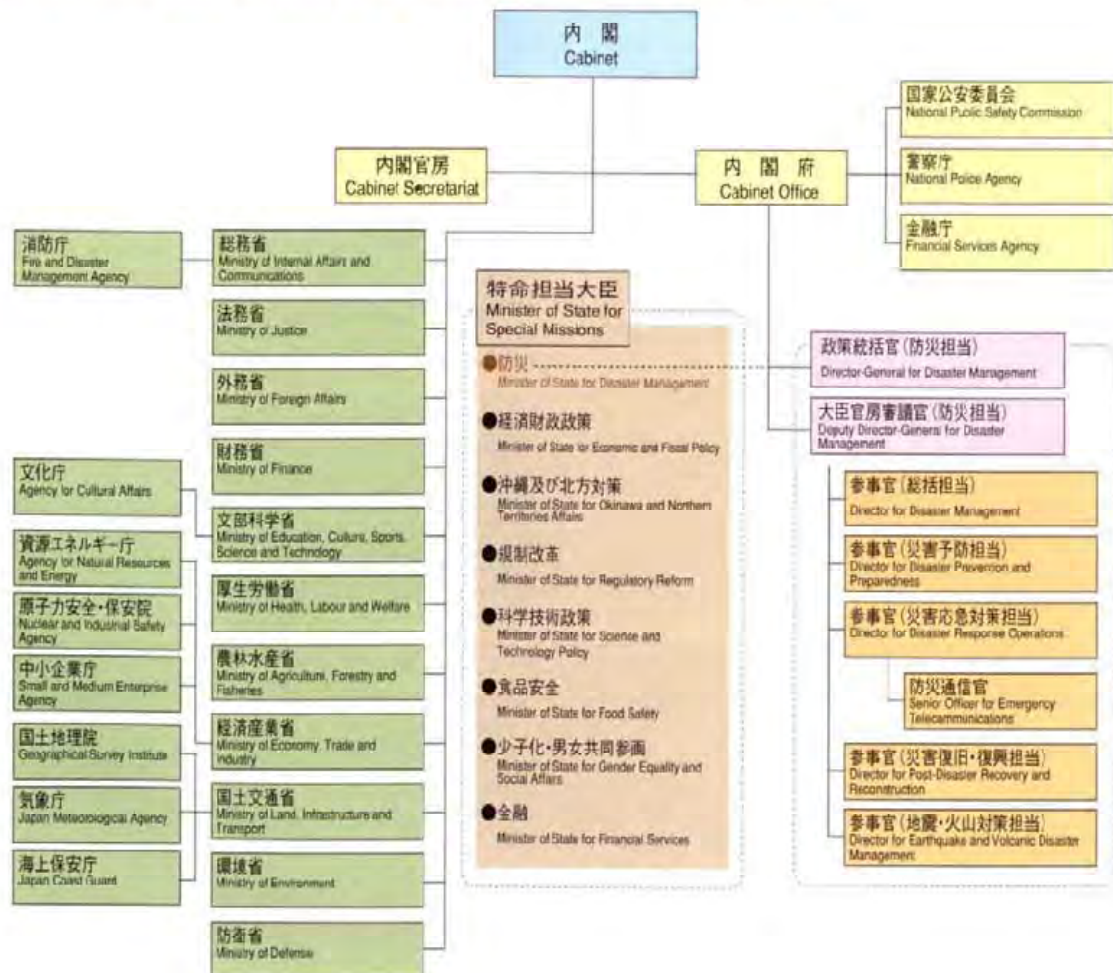 内 閣
Cabinet
国家公安委員会
National Public Safety Commission
内閣官房
Cabinet Secretariat
内 閣 府
Cabinet Office
警察庁
National Police Agency
金融庁
Financial Services Agency
消防庁
Fire and Disaster
Management Agency
総務省
Ministry of Internal Affairs and
Communications
法務省
Ministry of Justice
外務省
Ministry of Foreign Affairs
財務省
Ministry of Finance
文化庁
Agency for Cultural Affairs
文部科学省
Ministry of Education, Culture, Sports,
Science and Technology
資源エネルギー庁
Agency for Natural Resources
and Energy
厚生労働省
Ministry of Health, Labour and Welfare
原子力安全・保安院
Nuclear and Industrial Safety
Agency
農林水産省
Ministry of Agriculture, Forestry and
Fisheries
中小企業庁
Small and Medium Enterprise
Agency
経済産業省
Ministry of Economy, Trade and
Industry
国土地理院
Geographical Survey Institute
国土交通省
Ministry of Land, Infrastructure and
Transport
気象庁
Japan Meteorological Agency
海上保安庁
Japan Coast Guard
環境省
Ministry of Environment
防衛省
Ministry of Defense
特命担当大臣
Minister of State for
Special Missions
●防災
Minister of State for Disaster Management
●経済財政政策
Minister of State for Economic and Fiscal Policy
●沖縄及び北方対策
Minister of State for Okinawa and Northern
Territories Affairs
●規制改革
Minister of State for Regulatory Reform
●科学技術政策
Minister of State for Science and
Technology Policy
●食品安全
Minister of State for Food Safety
●少子化・男女共同参画
Minister of State for Gender Equality and
Social Affairs
●金融
Minister of State for Financial Services
政策統括官(防災担当)
Director-General for Disaster Management
大臣官房審議官(防災担当)
Deputy Director-General for Disaster
Management
参事官(総括担当)
Director for Disaster Management
参事官(災害予防担当)
Director for Disaster Prevention and
Preparedness
参事官(災害応急対策担当)
Director for Disaster Response Operations
防災通信官
Senior Officer for Emergency
Telecommunications
参事官(災害復旧・復興担当)
Director for Post-Disaster Recovery and
Reconstruction
参事官(地震・火山対策担当)
Director for Earthquake and Volcanic Disaster
Management